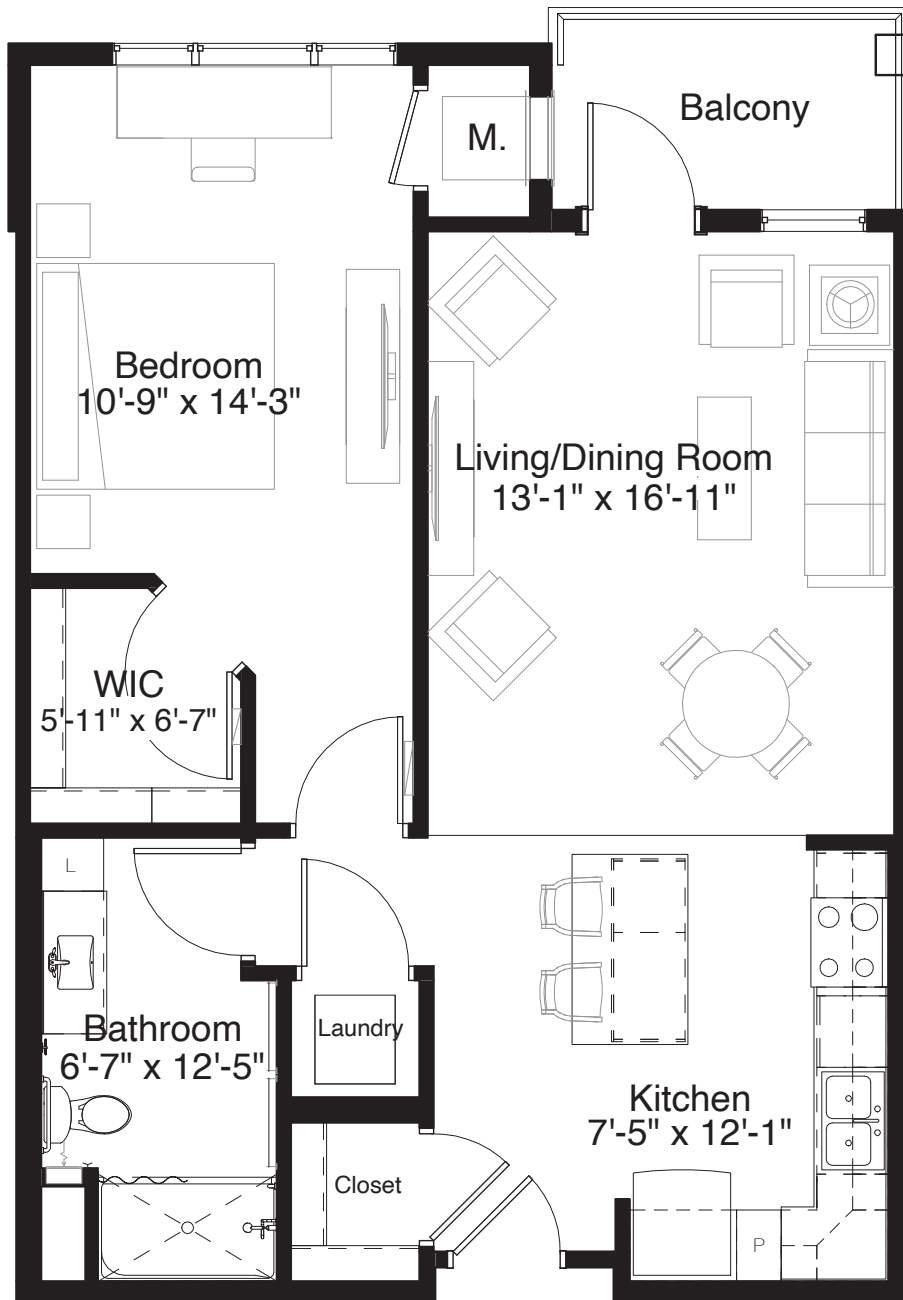 Balcony
M.
Bedroom
10'-9" x 14'-3"
Living/Dining Room
13'-1" x 16'-11"
WIC
5'-11" x 6'-7"
L
Bathroom
6'-7" x 12'-5"
Laundry
Kitchen
7'-5" x 12'-1"
Closet
P